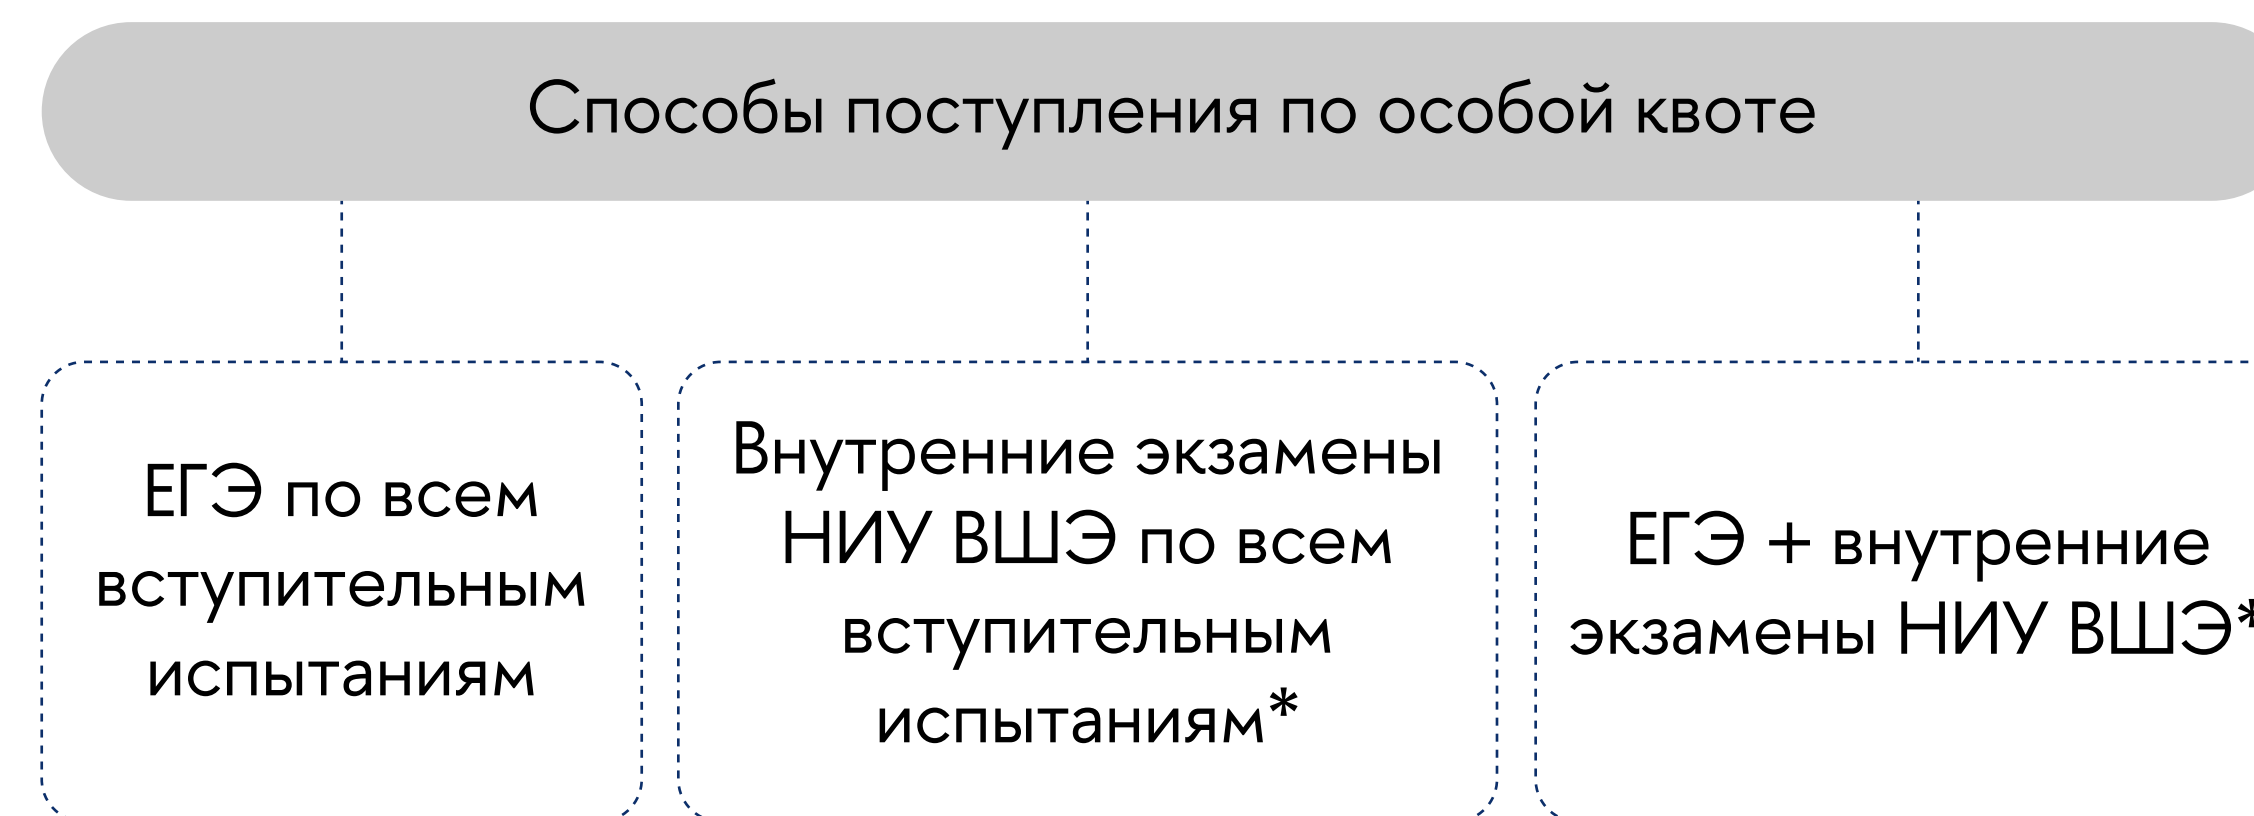 Способы поступления по особой квоте
ЕГЭ по всем
вступительным
испытаниям
Внутренние экзамены
НИУ ВШЭ по всем
вступительным
испытаниям*
ЕГЭ + внутренние
экзамены НИУ ВШЭ*